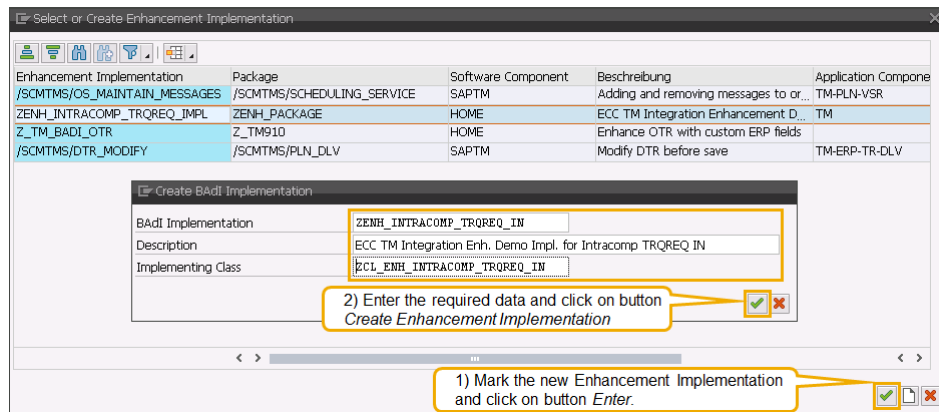 Select or Create Enhancement Implementation
Enhancement Implementation Package Software Component Beschreibung Application Compone
/SCMTMS/OS_MAINTAIN_MESSAGES /SCMTMS/SCHEDULING_SERVICE SAPTM Adding and removing messages to or... TM-PLN-VSR
ZENH_INTRACOMP_TRQREQ_IMPL ZENH_PACKAGE HOME ECC TM Integration Enhancement D... TM
Z_TM_BADI_OTR Z_TM910 HOME Enhance OTR with custom ERP fields
/SCMTMS/DTR_MODIFY /SCMTMS/PLN_DLV SAPTM Modify DTR before save TM-ERP-TR-DLV
Create BAdI Implementation
BAdI Implementation ZENH_INTRACOMP_TRQREQ_IN
Description ECC TM Integration Enh. Demo Impl. for Intracomp TRQREQ IN
Implementing Class ZCL_ENH_INTRACOMP_TRQREQ_IN
2) Enter the required data and click on button
Create Enhancement Implementation
1) Mark the new Enhancement Implementation
and click on button Enter.